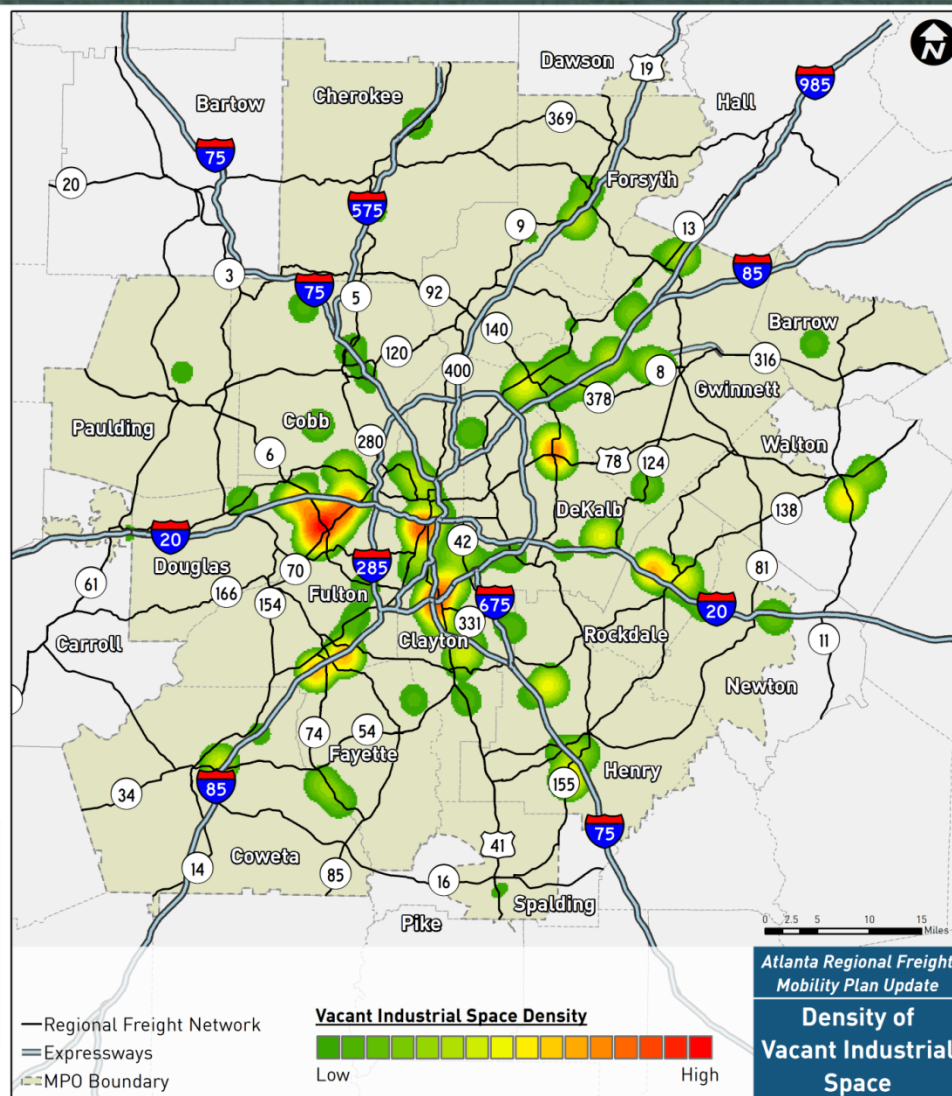 N
Dawson
19
Hall
985
Bartow
Cherokee
369
75
20
Forsyth
575
9
13
3
75
5
92
85
140
Barrow
120
400
316
8
Gwinnett
378
Paulding
Cobb
280
6
78
124
Walton
DeKalb
138
20
42
Douglas
70
285
81
61
166
154
Fulton
675
20
331
Clayton
Rockdale
11
Carroll
Newton
74
54
Fayette
155
Henry
34
85
75
41
Coweta
14
85
16
Spalding
Pike
0 2.5 5 10 15
Miles
Atlanta Regional Freight
Mobility Plan Update
Density of
Vacant Industrial
Space
Regional Freight Network
Expressways
MPO Boundary
Vacant Industrial Space Density
Low High